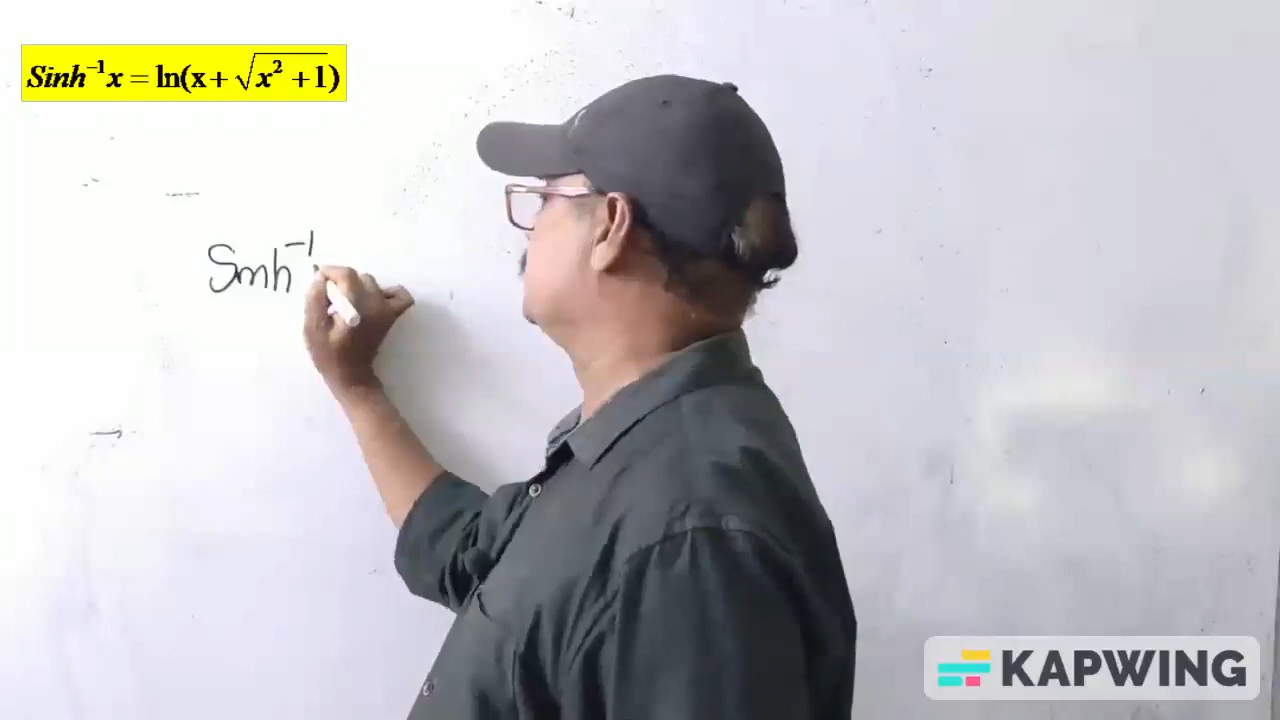 Sinh⁻¹x = ln(x + √(x² + 1))
Sinh⁻¹
KAPWING